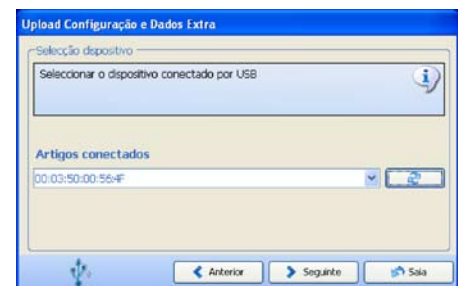 Upload Configuração e Dados Extra
Selecção dispositivo
Seleccionar o dispositivo conectado por USB
Artigos conectados
00:03:50:00:56:4F
Anterior
Seguinte
Saia